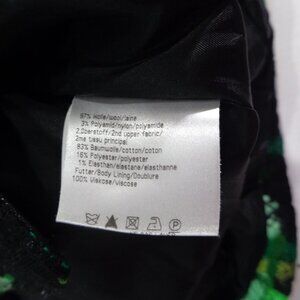 97% Wolle/wool/laine
3% Polyamid/nylon/polyamide
2.Oberstoff/2nd upper fabric/
2me tissu principal
83% Baumwolle/cotton/coton
16% Polyester/polyester
1% Elasthan/elastane/elasthanne
Futter/Body Lining/Doublure
100% Viskose/viscose